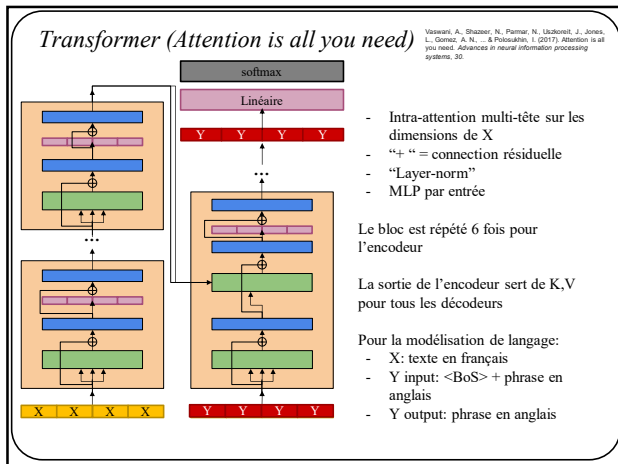 Transformer (Attention is all you need)
Vaswani, A., Shazeer, N., Parmar, N., Uszkoreit, J., Jones,
L., Gomez, A. N., ... & Polosukhin, I. (2017). Attention is all
you need. Advances in neural information processing
systems, 30.
softmax
Linéaire
Y Y Y Y
...
...
- Intra-attention multi-tête sur les
dimensions de X
- “+ “ = connection résiduelle
- “Layer-norm”
- MLP par entrée
Le bloc est répété 6 fois pour
l’encodeur
La sortie de l’encodeur sert de K,V
pour tous les décodeurs
Pour la modélisation de langage:
- X: texte en français
- Y input: <BoS> + phrase en
anglais
- Y output: phrase en anglais
X X X X
Y Y Y Y